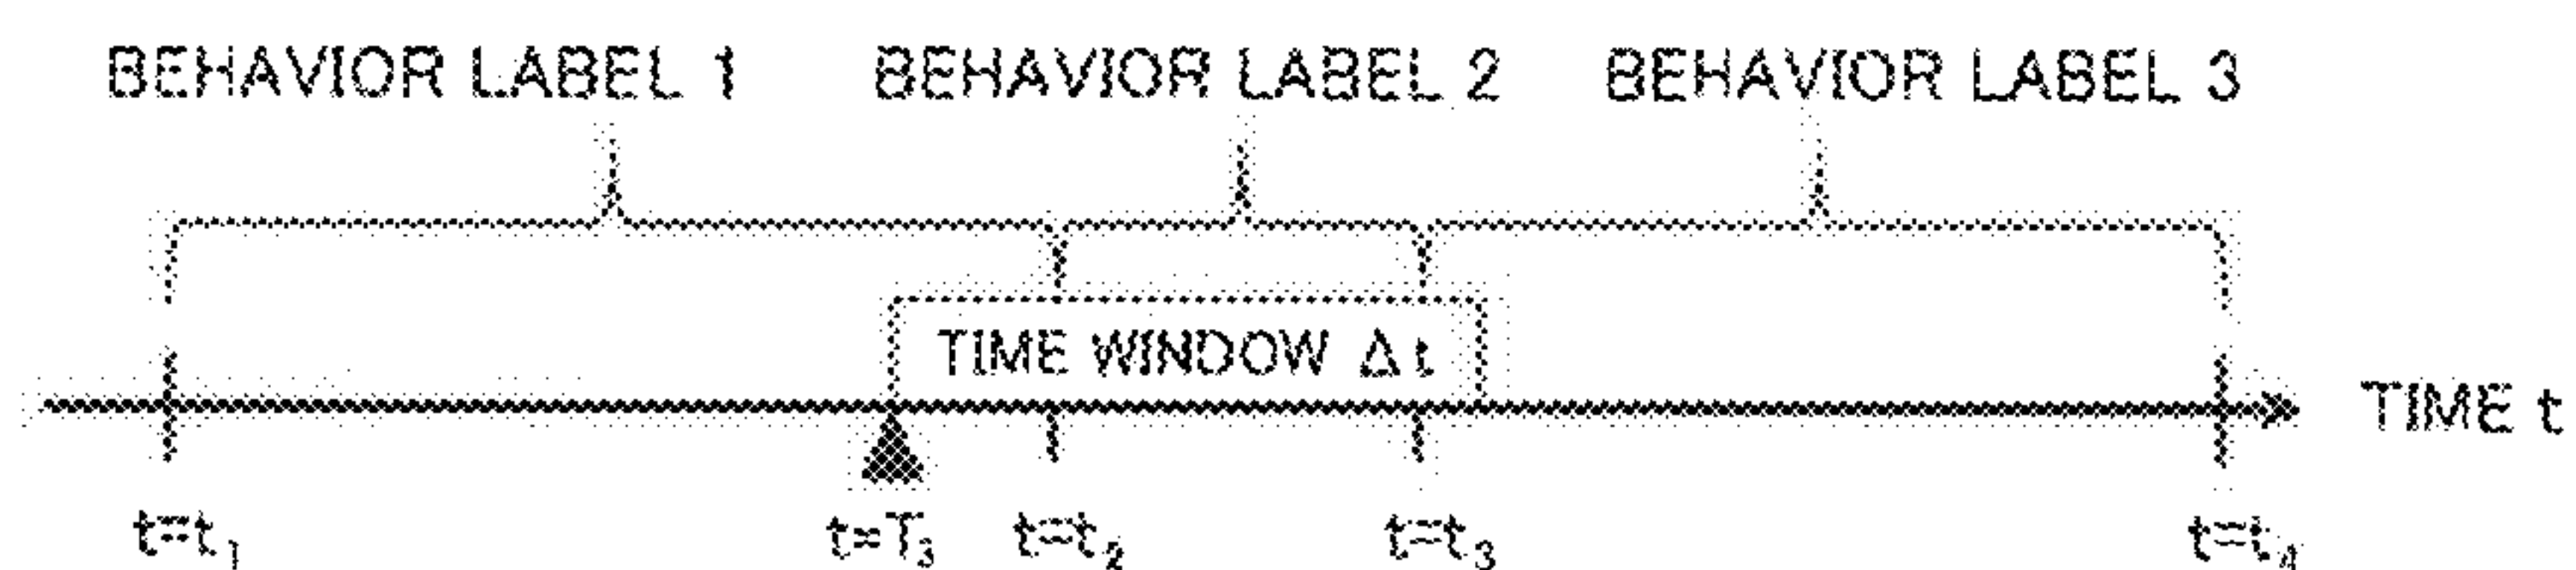 BEHAVIOR LABEL 1 BEHAVIOR LABEL 2 BEHAVIOR LABEL 3
TIME WINDOW Δt
TIME t
t=t₁ t=T₃ t=t₂ t=t₃ t=t₄